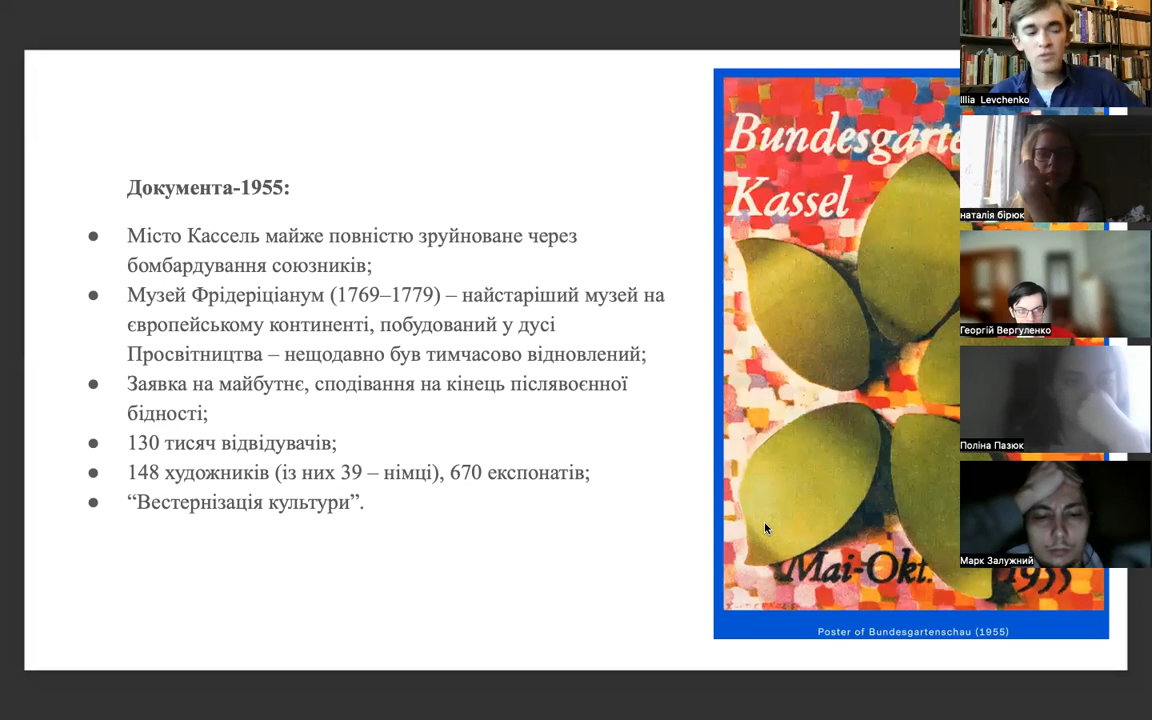 Документа-1955:
● Місто Кассель майже повністю зруйноване через
бомбардування союзників;
● Музей Фрідеріціанум (1769–1779) – найстаріший музей на
європейському континенті, побудований у дусі
Просвітництва – нещодавно був тимчасово відновлений;
● Заявка на майбутнє, сподівання на кінець післявоєнної
бідності;
● 130 тисяч відвідувачів;
● 148 художників (із них 39 – німці), 670 експонатів;
● “Вестернізація культури”.
Bundesgarte
Kassel
Mai-Okt. 1955
Poster of Bundesgartenschau (1955)
Illia Levchenko
наталія бірюк
Георгій Вергуленко
Поліна Пазюк
Марк Залужний